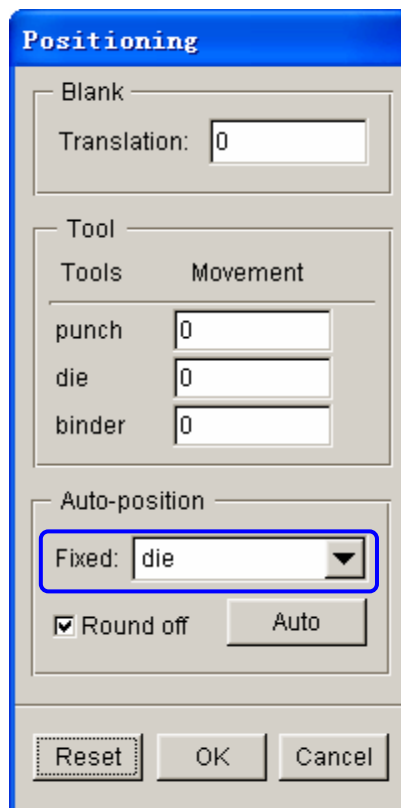 Positioning
Blank
Translation: 0
Tool
Tools Movement
punch 0
die 0
binder 0
Auto-position
Fixed: die
Round off Auto
Reset OK Cancel